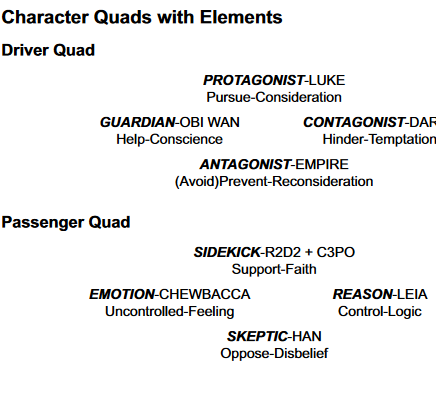 Character Quads with Elements
Driver Quad
PROTAGONIST-LUKE
Pursue-Consideration
GUARDIAN-OBI WAN CONTAGONIST-DAR
Help-Conscience Hinder-Temptation
ANTAGONIST-EMPIRE
(Avoid)Prevent-Reconsideration
Passenger Quad
SIDEKICK-R2D2 + C3PO
Support-Faith
EMOTION-CHEWBACCA REASON-LEIA
Uncontrolled-Feeling Control-Logic
SKEPTIC-HAN
Oppose-Disbelief